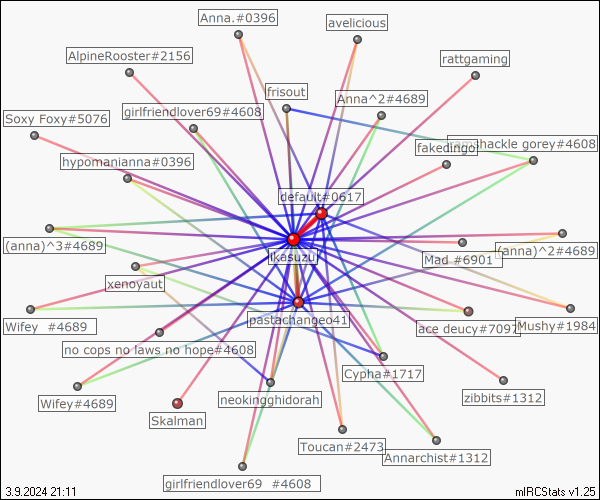 Anna.#0396
avelicious
AlpineRooster#2156
rattgaming
frisout
Anna^2#4689
girlfriendlover69#4608
Soxy Foxy#5076
fakedingo
gorey#4608
hypomanianna#0396
default#0617
(anna)^3#4689
(anna)^2#4689
ikasuzu
Mad #6901
xenoyaut
pastachangeo41
Wifey #4689
ace deucy#7097
Mushy#1984
no cops no laws no hope#4608
Cypha#1717
Wifey#4689
neokingghidorah
zibbits#1312
Skalman
Toucan#2473
Annarchist#1312
girlfriendlover69 #4608
3.9.2024 21:11
mIRCStats v1.25